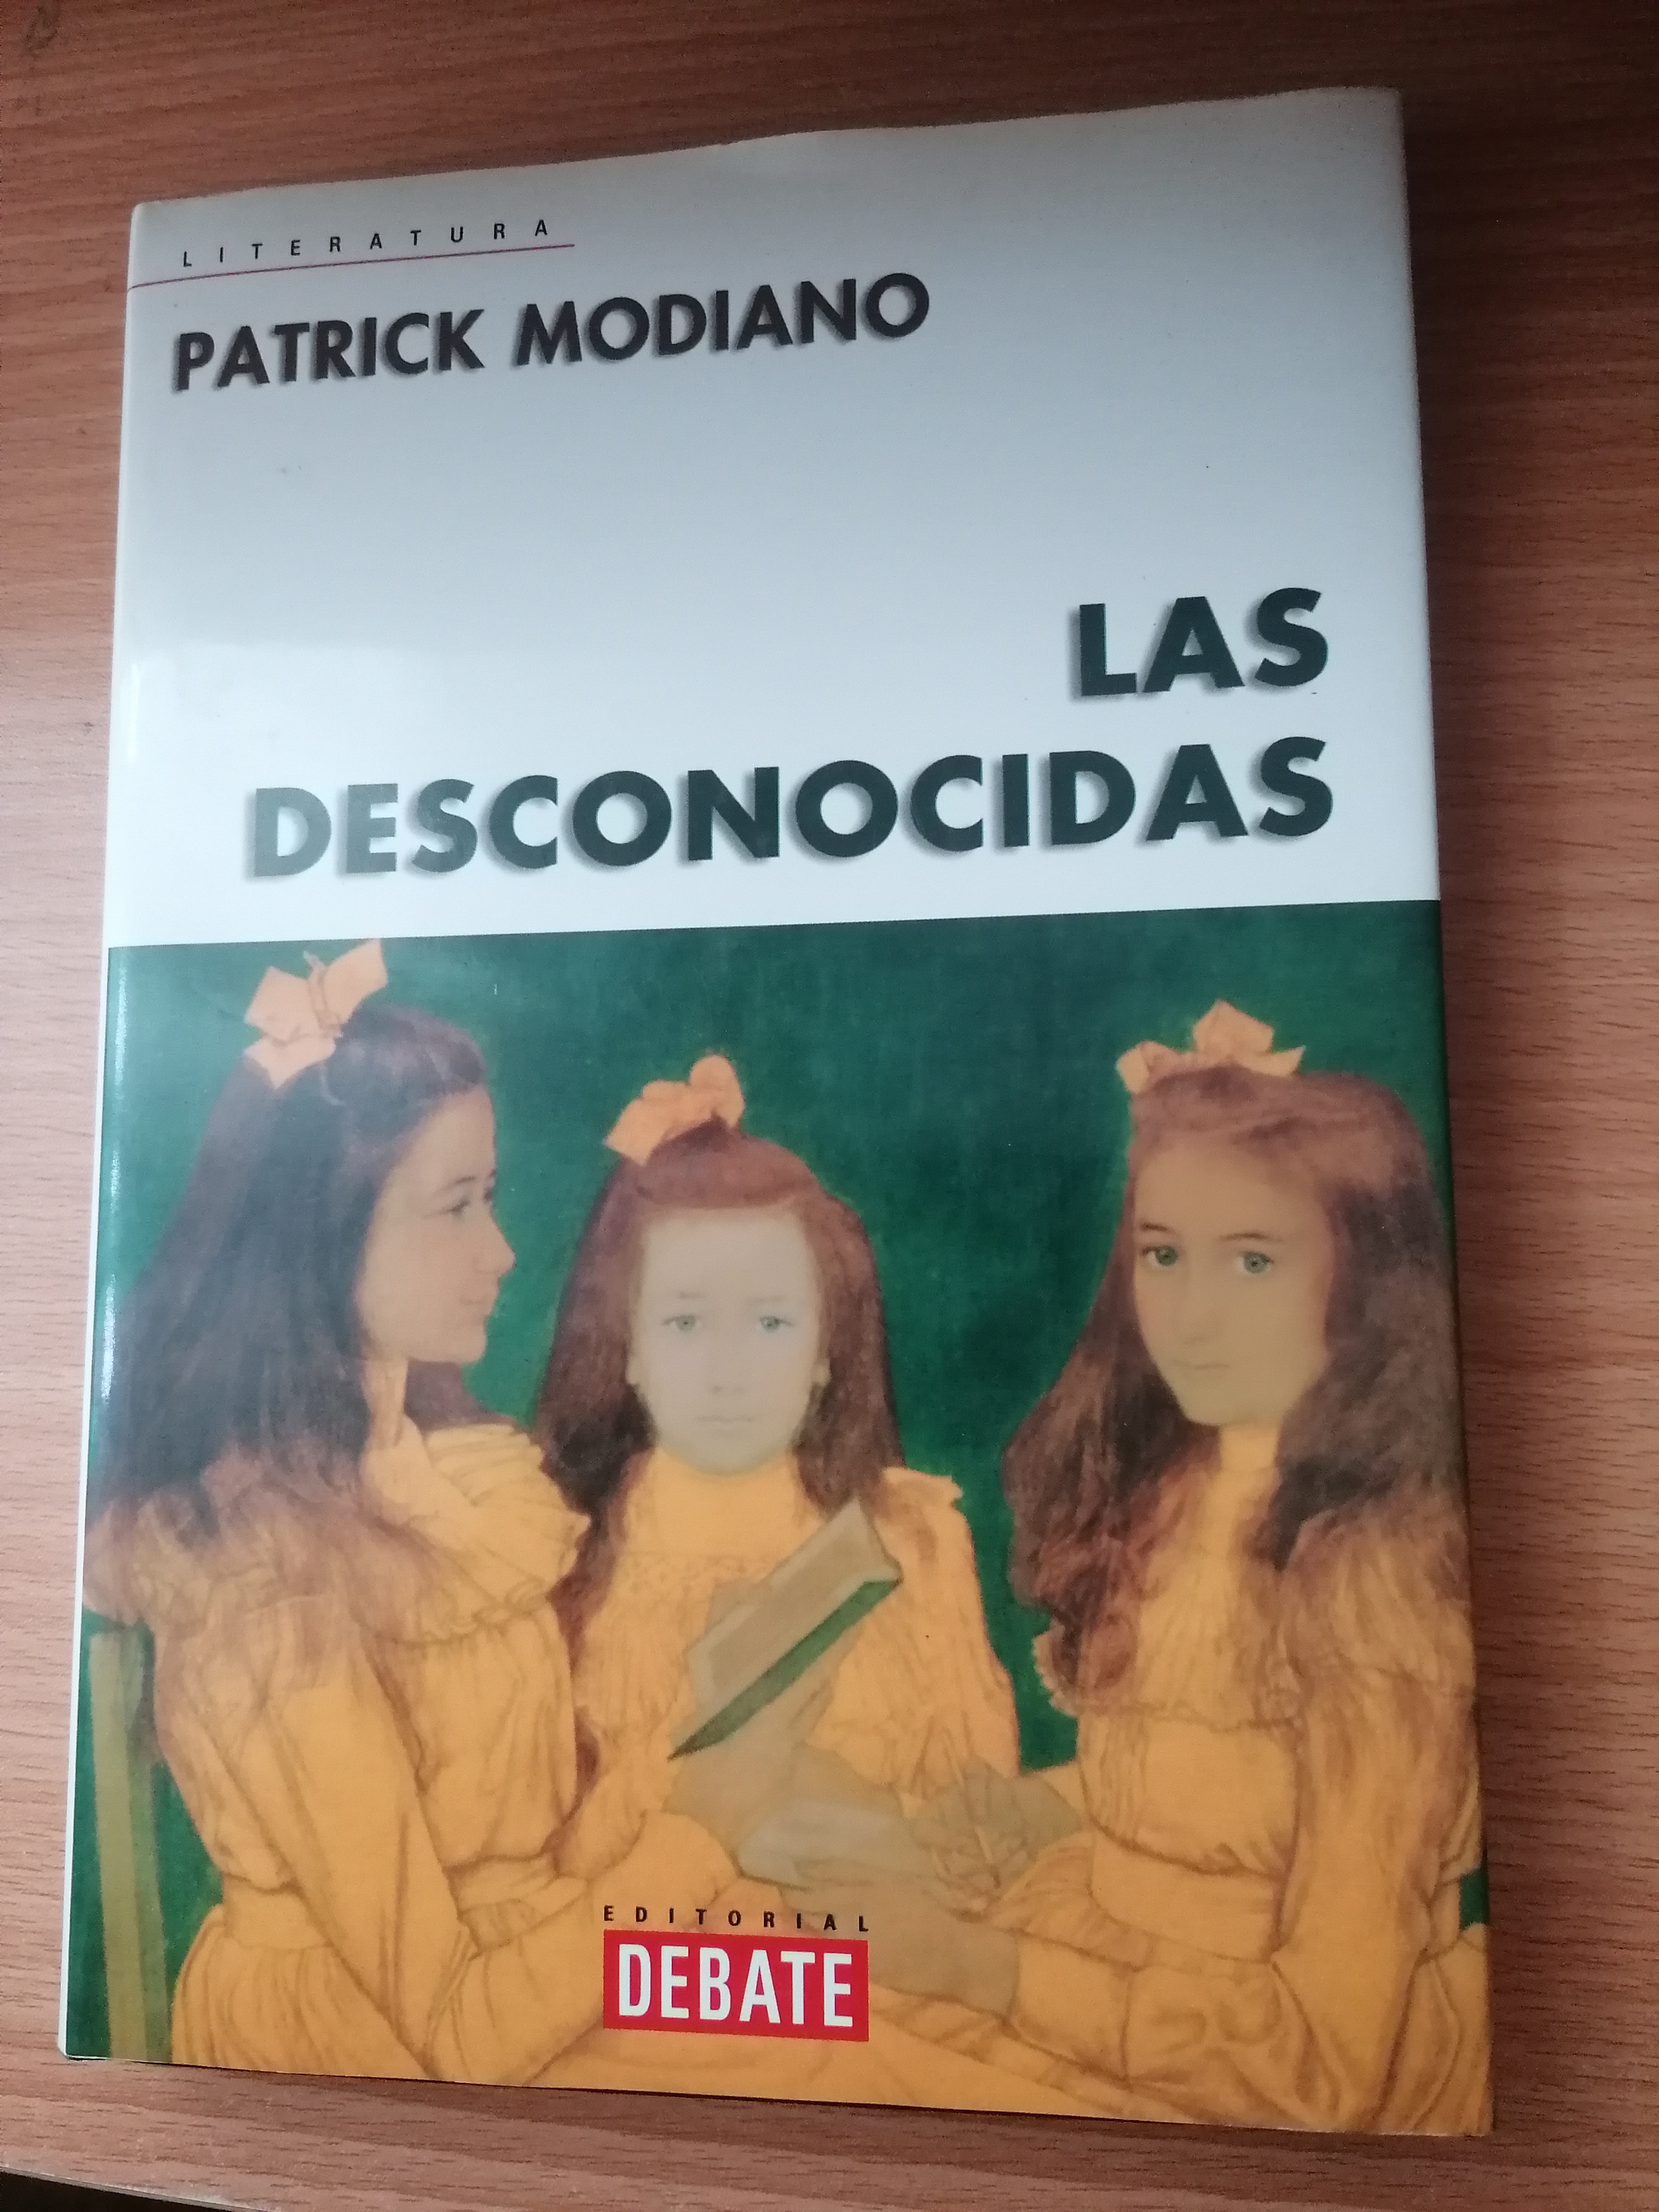 LITERATURA
PATRICK MODIANO
LAS
DESCONOCIDAS
EDITORIAL
DEBATE